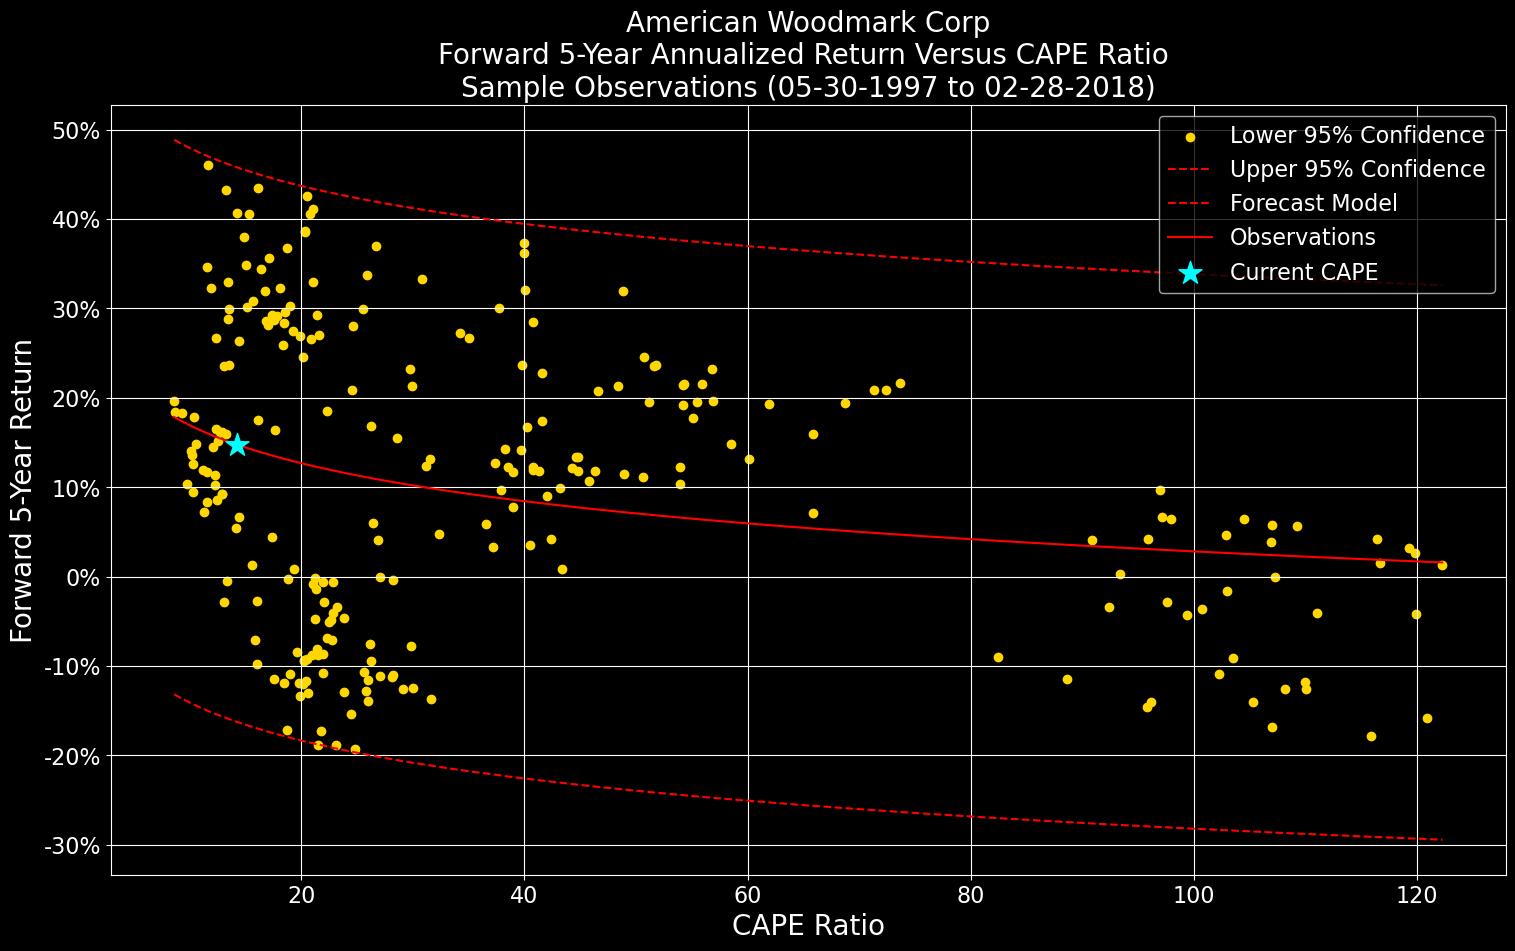 American Woodmark Corp
Forward 5-Year Annualized Return Versus CAPE Ratio
Sample Observations (05-30-1997 to 02-28-2018)
Lower 95% Confidence
Upper 95% Confidence
Forecast Model
Observations
Current CAPE
Forward 5-Year Return
50%
40%
30%
20%
10%
0%
-10%
-20%
-30%
20
40
60
80
100
120
CAPE Ratio